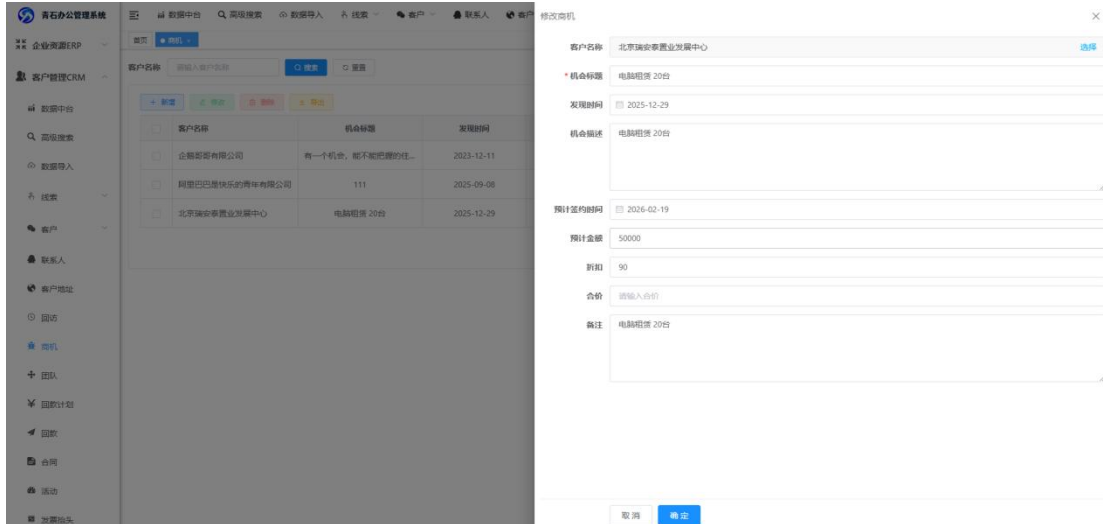 青石办公管理系统
数据中台 高级搜索 数据导入 线索 客户 联系人 客户
企业资源ERP
客户管理CRM
数据中台
高级搜索
数据导入
线索
客户
联系人
客户地址
回访
商机
团队
回款计划
回款
合同
活动
发票抬头
首页 商机
客户名称 请输入客户名称 搜索 重置
新增 修改 删除 导出
客户名称 机会标题 发现时间
有一个机会，能不能把握的住... 2023-12-11
阿里巴巴是快乐的青年有限公司 111 2025-09-08
北京瑞安泰置业发展中心 电脑租赁 20台 2025-12-29
修改商机
客户名称 北京瑞安泰置业发展中心 选择
* 机会标题 电脑租赁 20台
发现时间 2025-12-29
机会描述 电脑租赁 20台
预计签约时间 2026-02-19
预计金额 50000
折扣 90
合价 请输入合价
备注 电脑租赁 20台
取消 确定